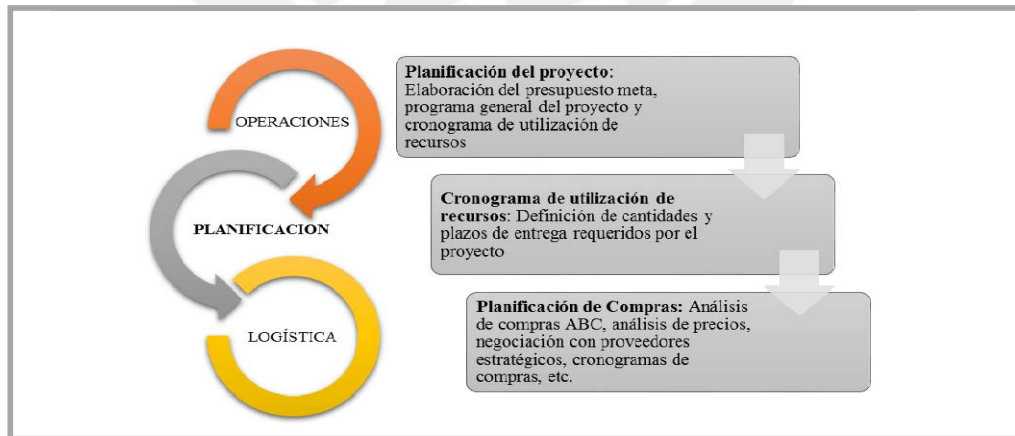 OPERACIONES
PLANIFICACION
LOGÍSTICA
Planificación del proyecto:
Elaboración del presupuesto meta,
programa general del proyecto y
cronograma de utilización de
recursos
Cronograma de utilización de
recursos: Definición de cantidades y
plazos de entrega requeridos por el
proyecto
Planificación de Compras: Análisis
de compras ABC, análisis de precios,
negociación con proveedores
estratégicos, cronogramas de
compras, etc.